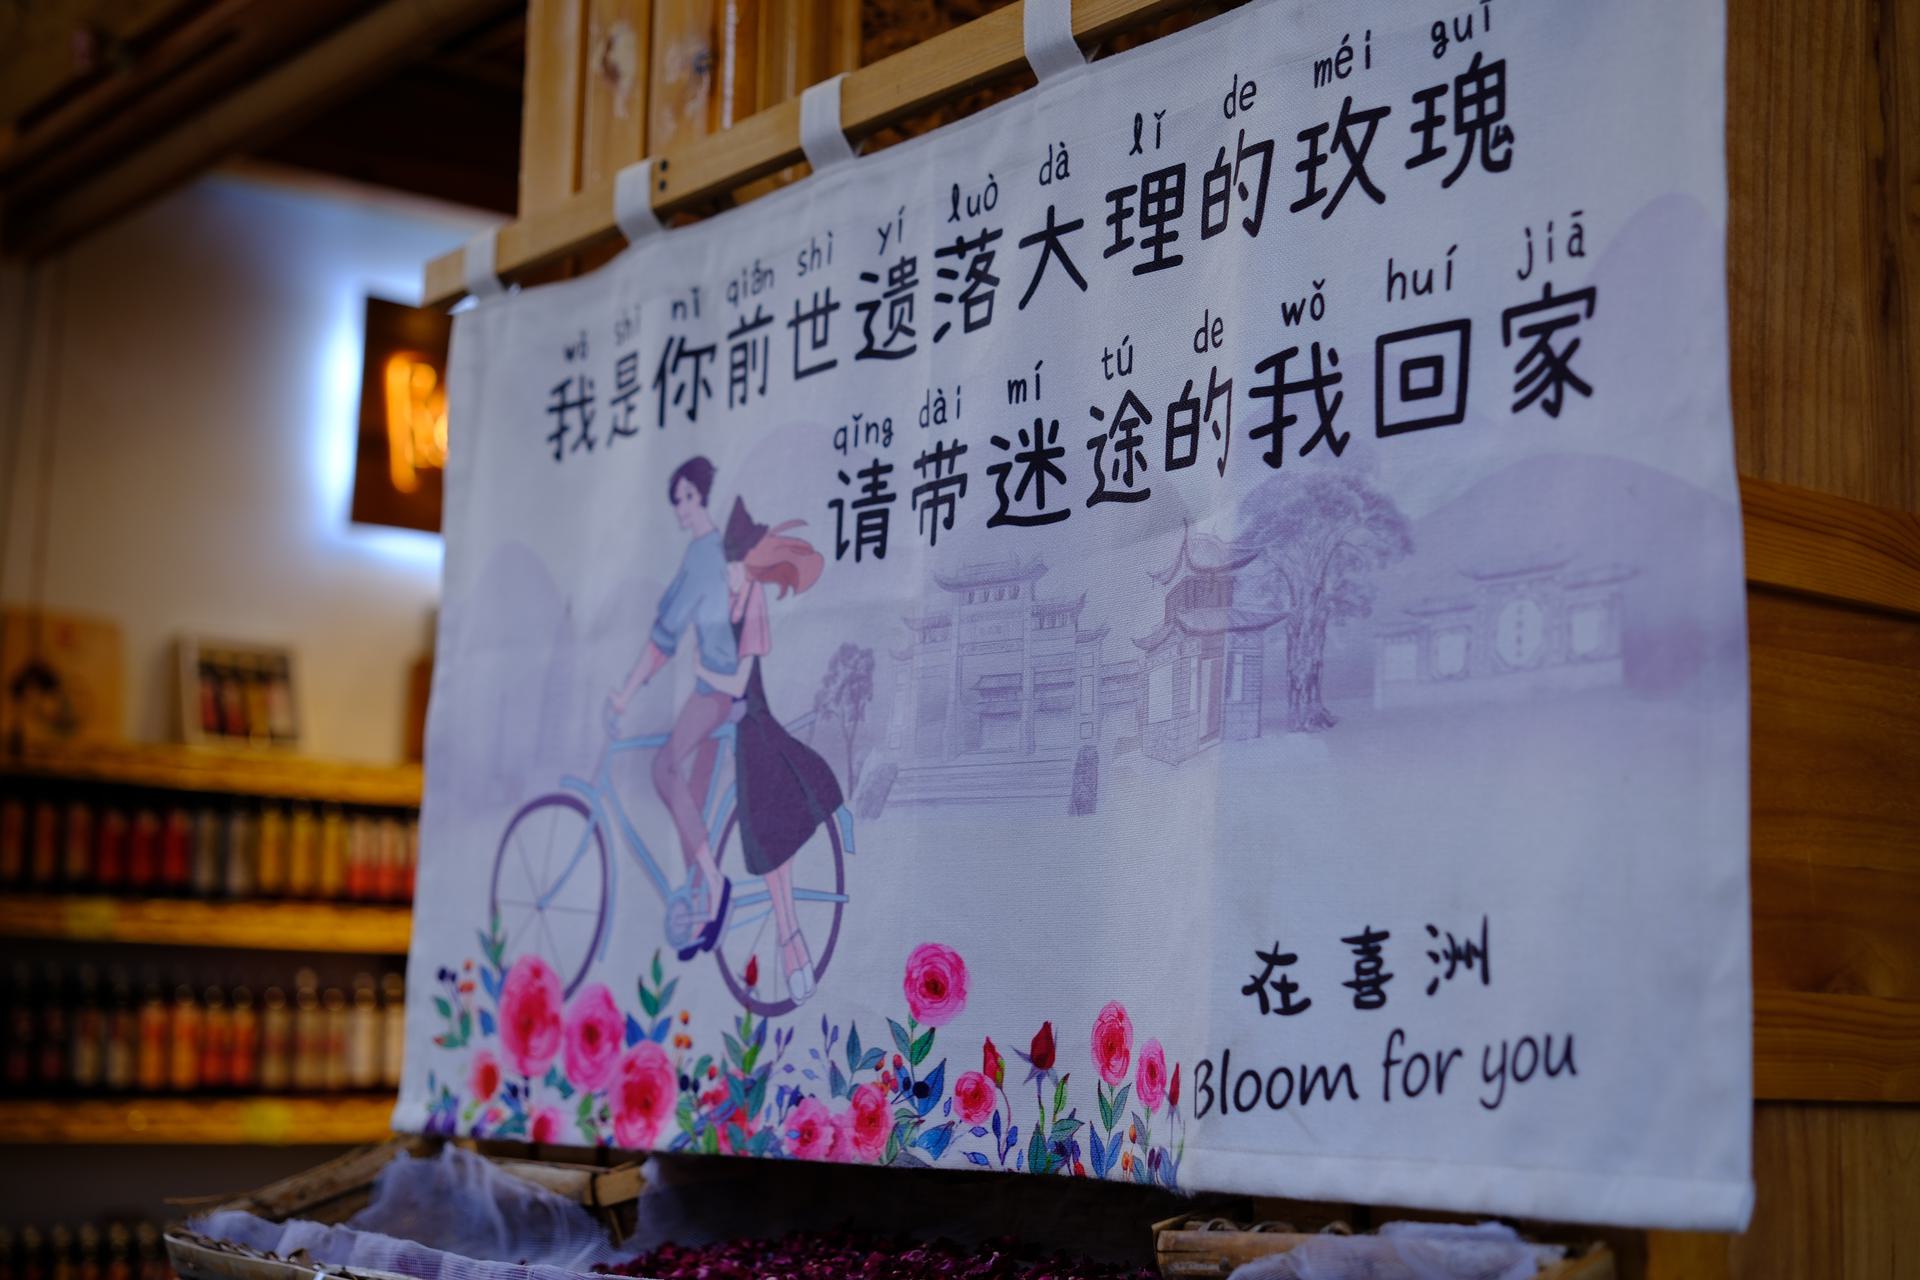 wǒ shì nǐ qián shì yí luò dà lǐ de méi guī
我是你前世遗落大理的玫瑰
qǐng dài mí tú de wǒ huí jiā
请带迷途的我回家
在喜洲
Bloom for you